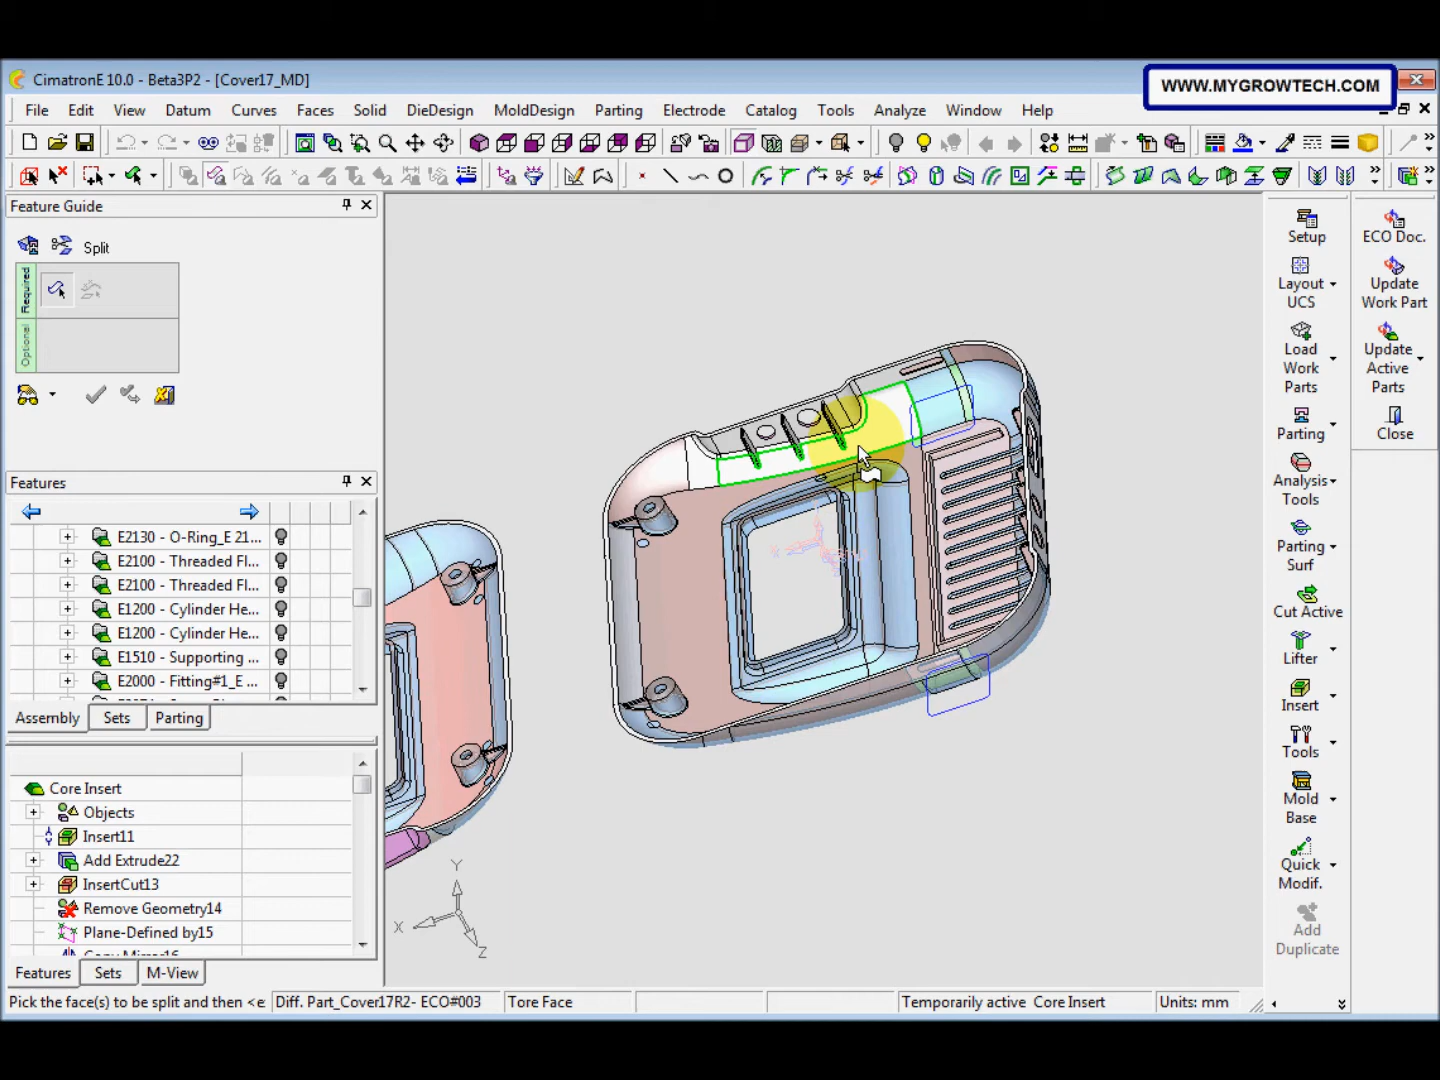 CimatronE 10.0 - Beta3P2 - [Cover17_MD]
WWW.MYGROWTECH.COM
File Edit View Datum Curves Faces Solid DieDesign MoldDesign Parting Electrode Catalog Tools Analyze Window Help
Feature Guide
Split
Required
Optional
Features
E2130 - O-Ring_E 21...
E2100 - Threaded Fl...
E2100 - Threaded Fl...
E1200 - Cylinder He...
E1200 - Cylinder He...
E1510 - Supporting ...
E2000 - Fitting#1_E ...
Assembly Sets Parting
Core Insert
Objects
Insert11
Add Extrude22
InsertCut13
Remove Geometry14
Plane-Defined by15
Features Sets M-View
Y
X
Z
Setup
Layout
UCS
Load
Work
Parts
Parting
Analysis
Tools
Parting
Surf
Cut Active
Lifter
Insert
Tools
Mold
Base
Quick
Modif.
Add
Duplicate
ECO Doc.
Update
Work Part
Update
Active
Parts
Close
Pick the face(s) to be split and then <e Diff. Part_Cover17R2- ECO#003 Tore Face Temporarily active Core Insert Units: mm